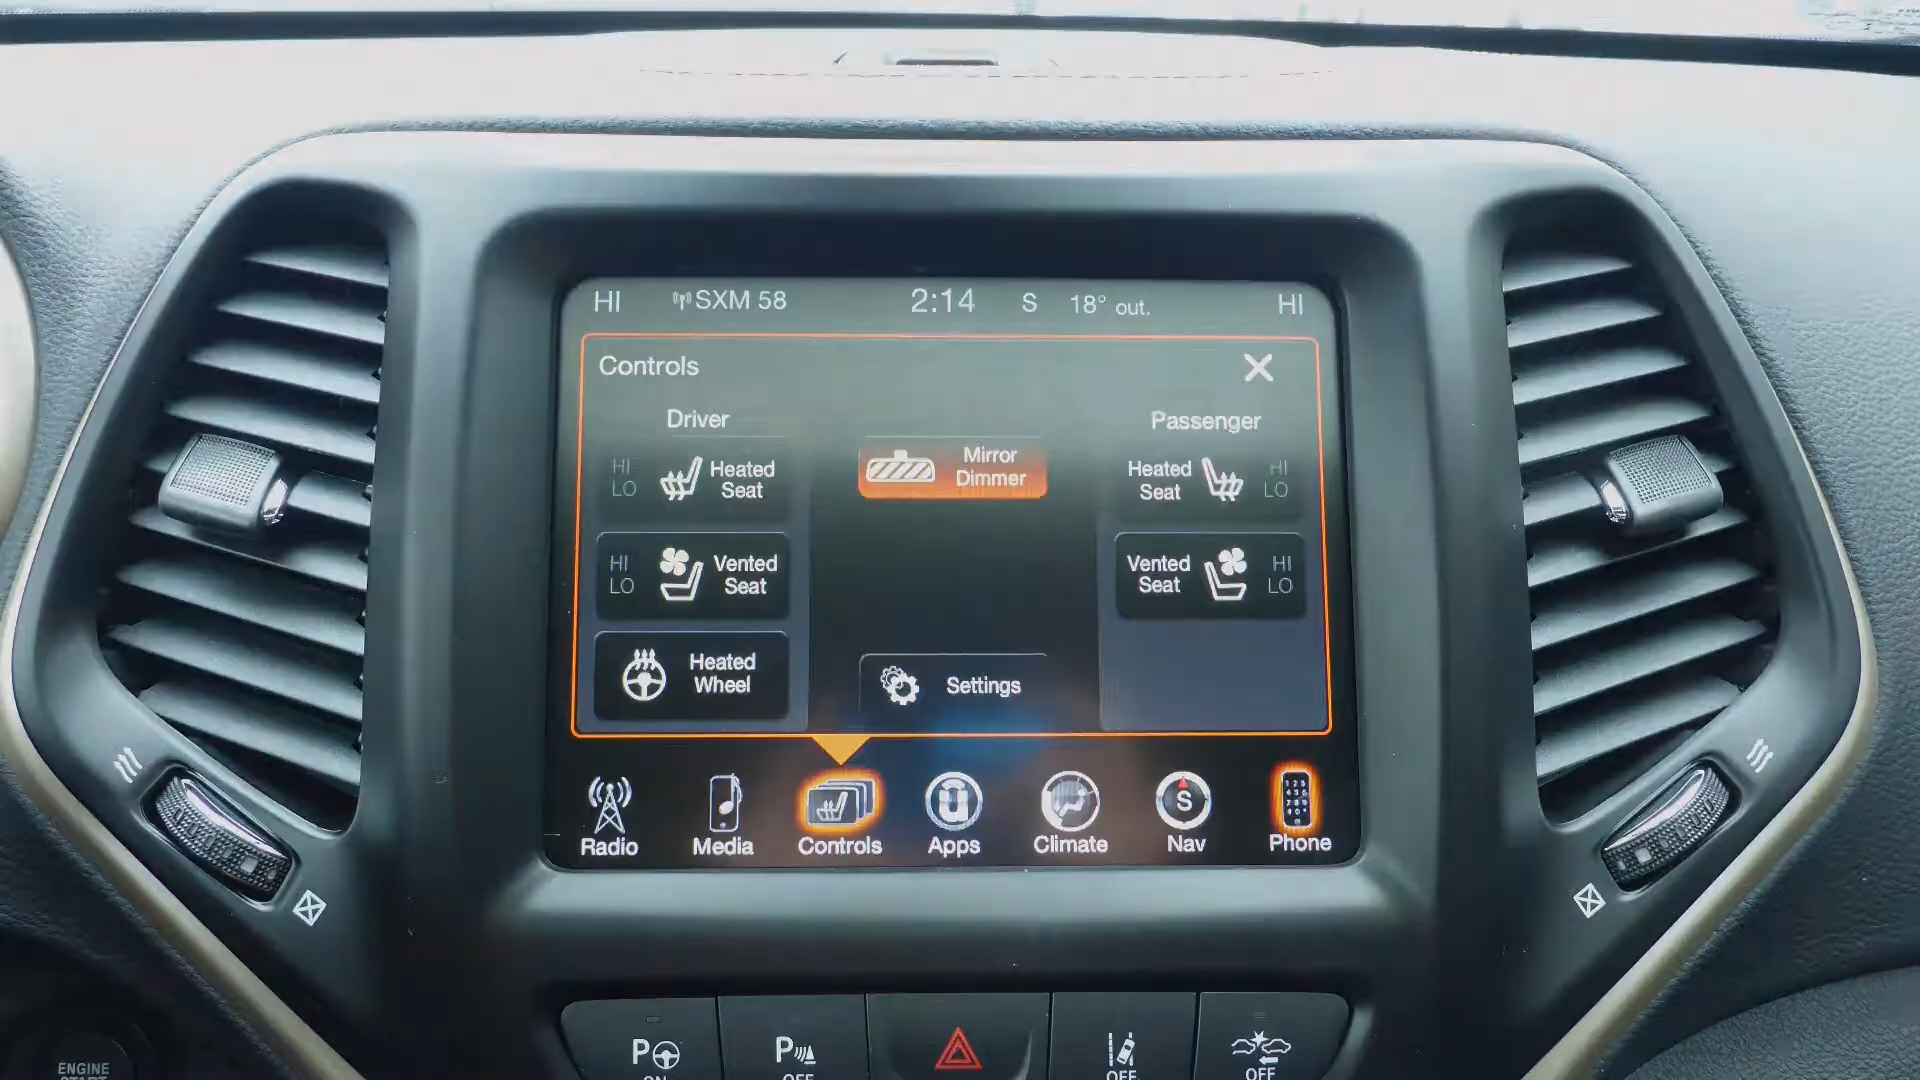 HI SXM 58 2:14 S 18° out. HI
Controls
Driver
Passenger
HI
LO
Heated
Seat
Mirror
Dimmer
Heated
Seat
HI
LO
HI
LO
Vented
Seat
Vented
Seat
HI
LO
Heated
Wheel
Settings
S
Radio Media Controls Apps Climate Nav Phone
P
ON
P
OFF
OFF
OFF
ENGINE
START